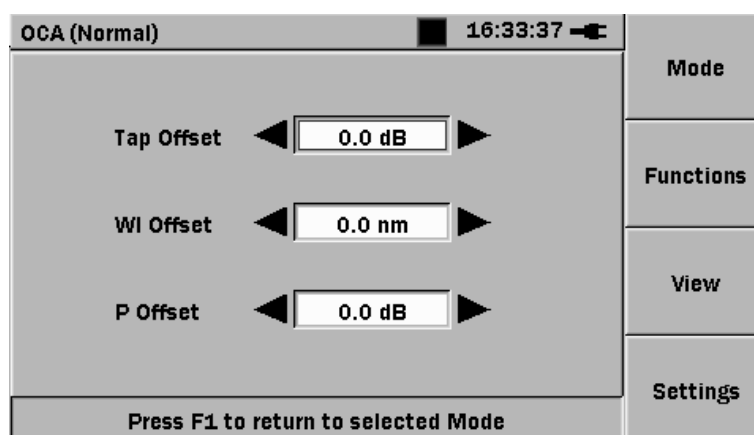 OCA (Normal) 16:33:37
Mode
Tap Offset 0.0 dB
Functions
Wl Offset 0.0 nm
View
P Offset 0.0 dB
Settings
Press F1 to return to selected Mode